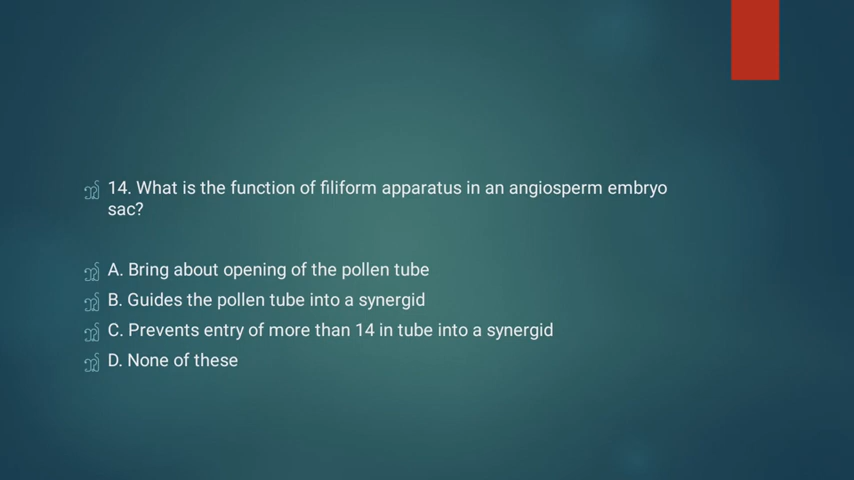 14. What is the function of filiform apparatus in an angiosperm embryo
sac?
A. Bring about opening of the pollen tube
B. Guides the pollen tube into a synergid
C. Prevents entry of more than 14 in tube into a synergid
D. None of these